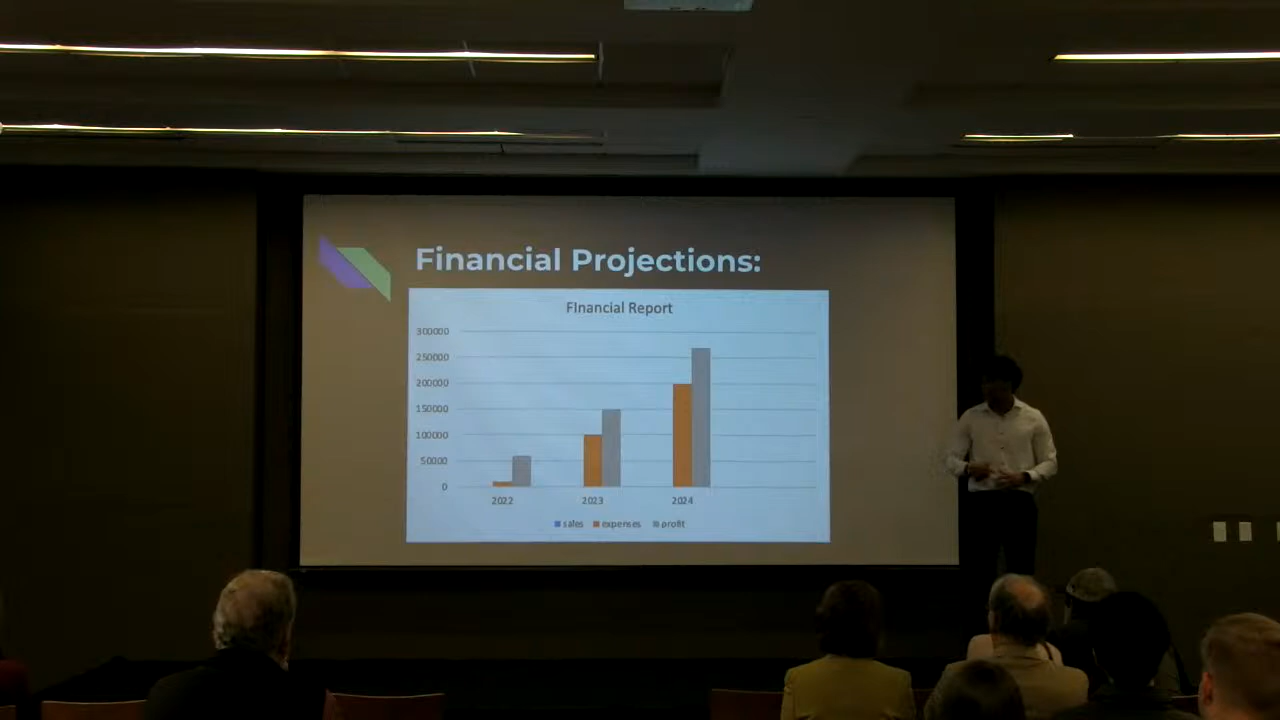 Financial Projections:
FInancial Report
300000
250000
200000
150000
100000
50000
0
2022 2023 2024
sales expenses profit